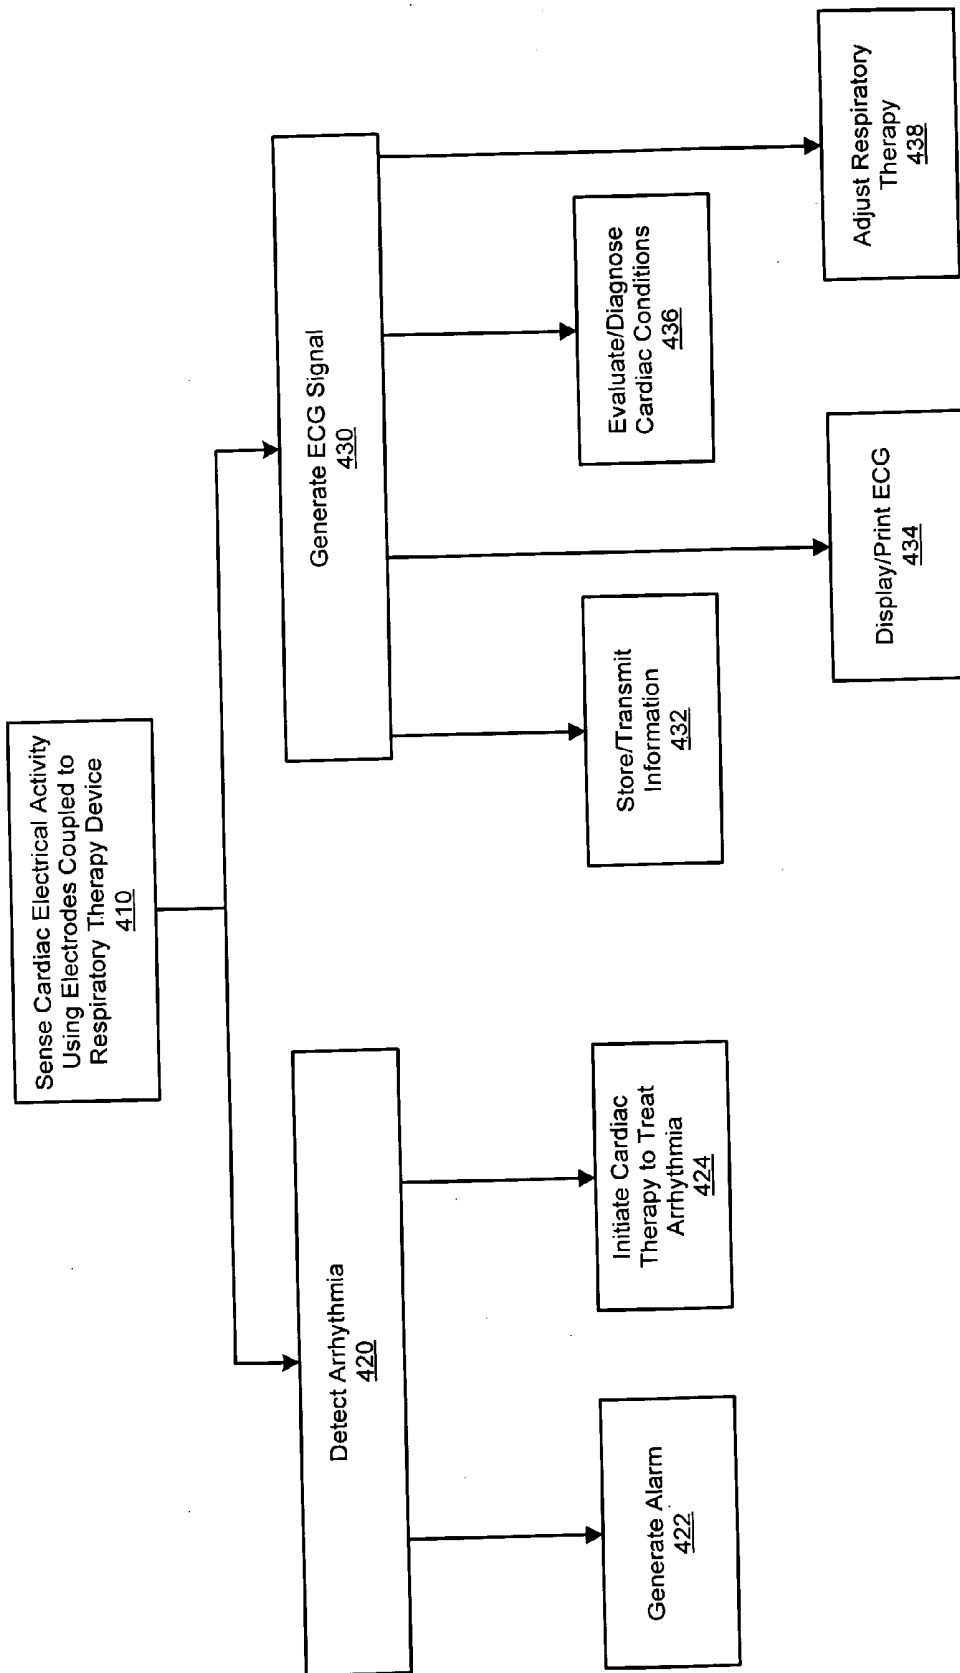 Sense Cardiac Electrical Activity
Using Electrodes Coupled to
Respiratory Therapy Device
410
Detect Arrhythmia
420
Generate ECG Signal
430
Generate Alarm
422
Initiate Cardiac
Therapy to Treat
Arrhythmia
424
Store/Transmit
Information
432
Display/Print ECG
434
Evaluate/Diagnose
Cardiac Conditions
436
Adjust Respiratory
Therapy
438